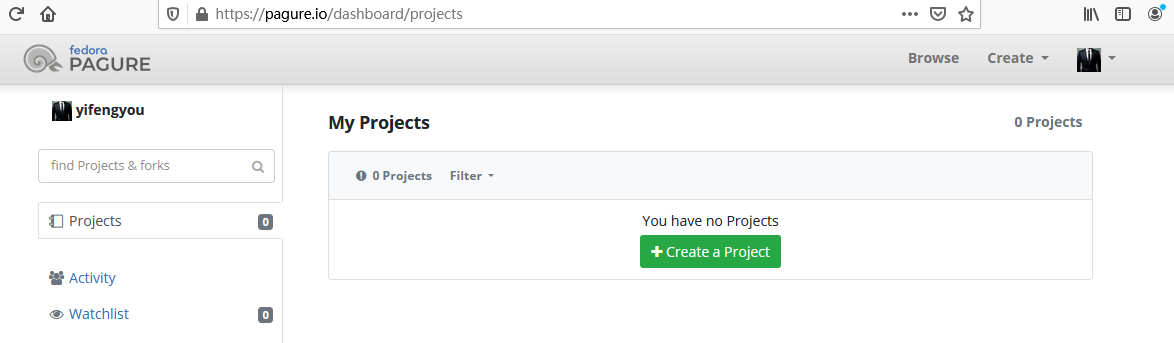 https://pagure.io/dashboard/projects
fedora
PAGURE
Browse
Create
yifengyou
My Projects
0 Projects
find Projects & forks
0 Projects
Filter
Projects
0
You have no Projects
Create a Project
Activity
Watchlist
0